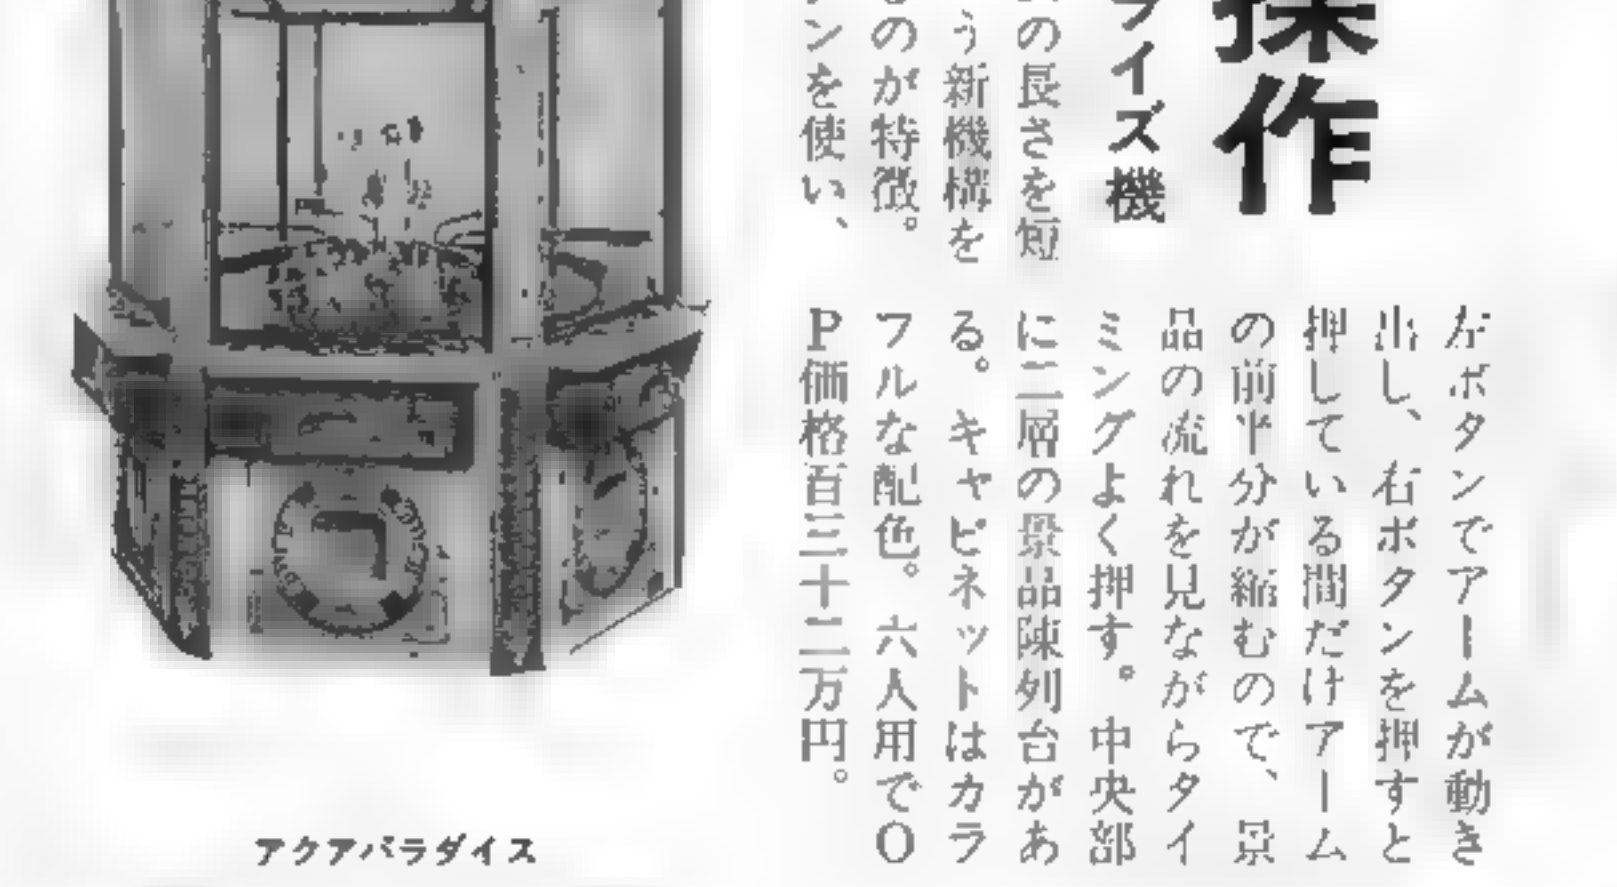 操作
ライズ機
の長さを短
う新機構を
のが特徴。
ンを使い、
左ボタンでアームが動き
出し、右ボタンを押すと
押している間だけアーム
の前半分が縮むので、景
品の流れを見ながらタイ
ミングよく押す。中央部
に二層の景品陳列台があ
る。キャビネットはカラ
フルな配色。六人用でO
P価格百三十二万円。
アクアパラダイス